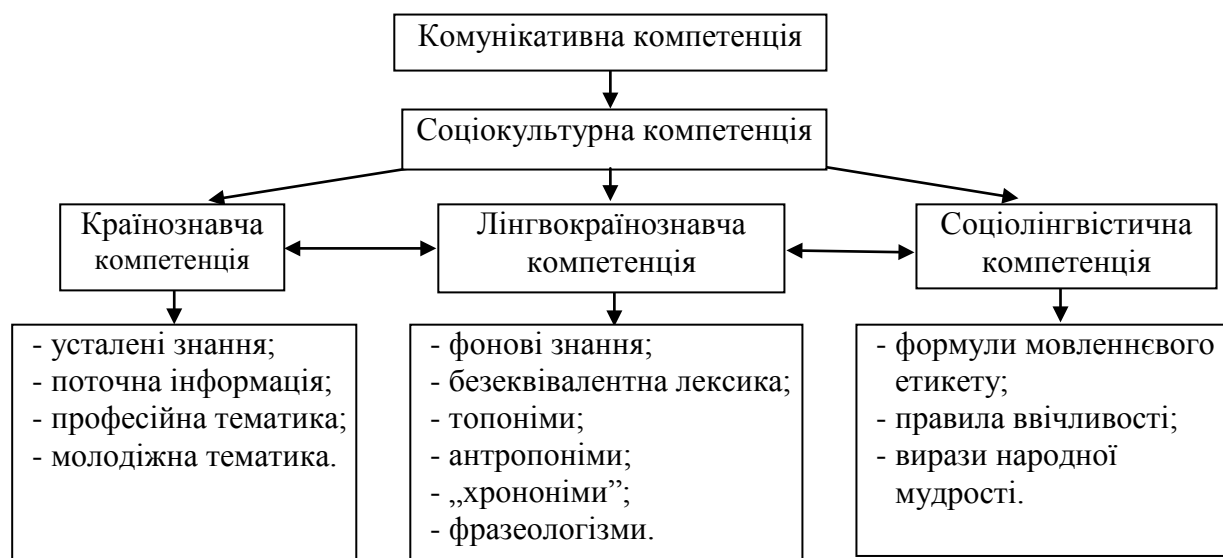 Комунікативна компетенція
Соціокультурна компетенція
Країнознавча
компетенція
Лінгвокраїнознавча
компетенція
Соціолінгвістична
компетенція
- усталені знання;
- поточна інформація;
- професійна тематика;
- молодіжна тематика.
- фонові знання;
- безеквівалентна лексика;
- топоніми;
- антропоніми;
- „хрононіми”;
- фразеологізми.
- формули мовленнєвого
етикету;
- правила ввічливості;
- вирази народної
мудрості.